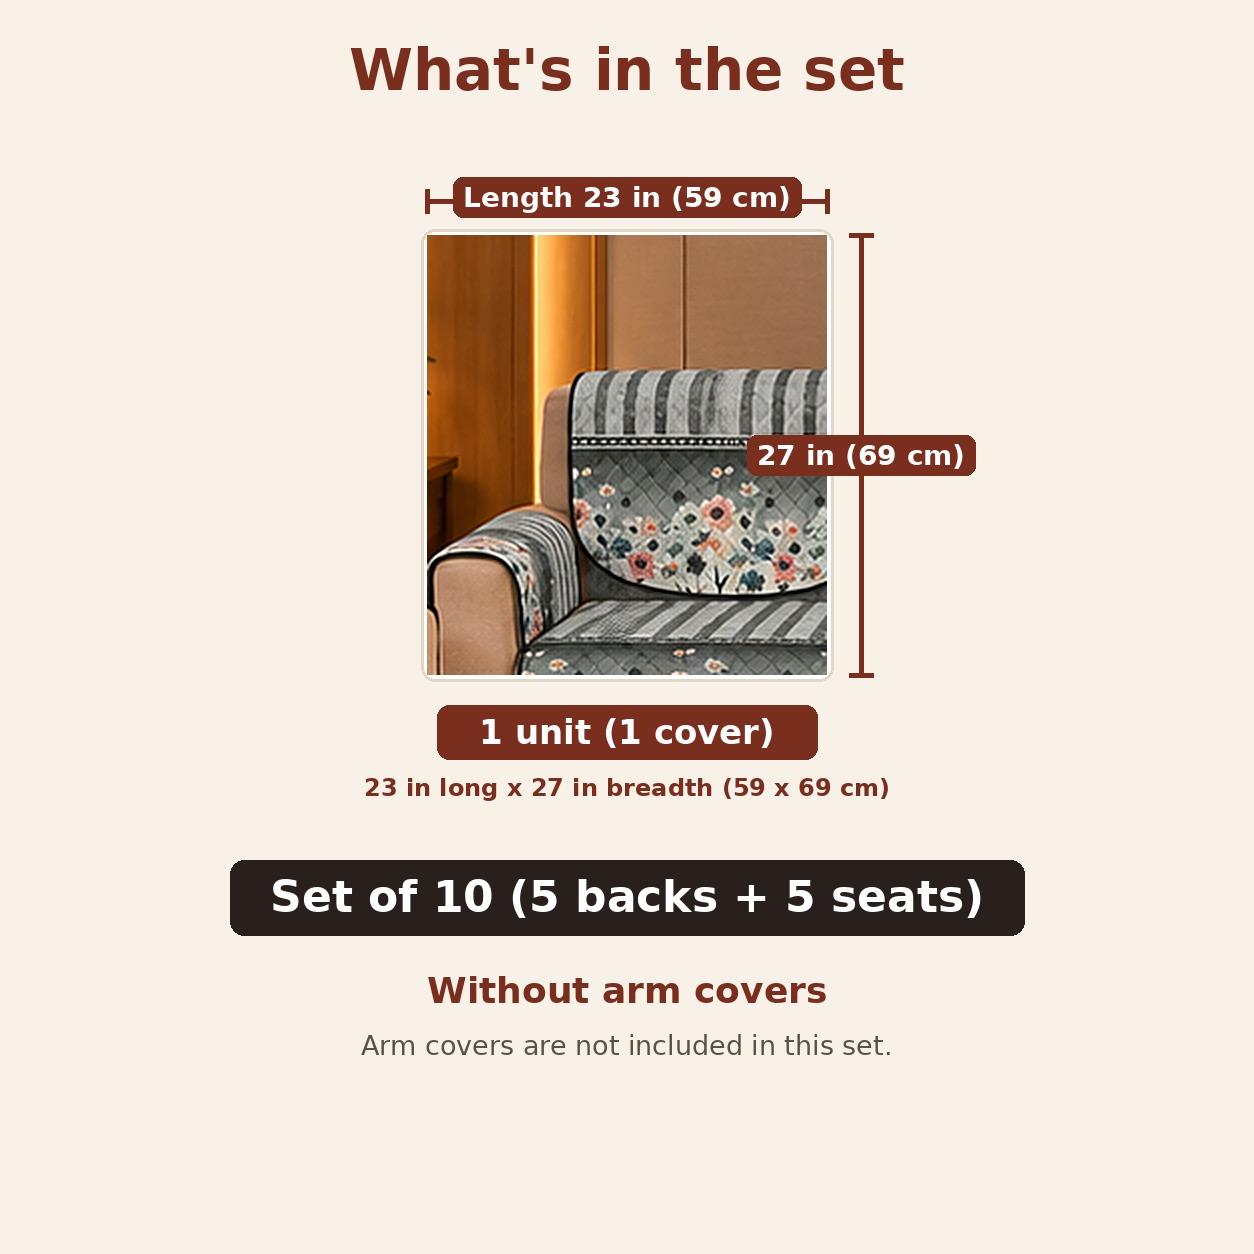 What's in the set
Length 23 in (59 cm)
27 in (69 cm)
1 unit (1 cover)
23 in long x 27 in breadth (59 x 69 cm)
Set of 10 (5 backs + 5 seats)
Without arm covers
Arm covers are not included in this set.